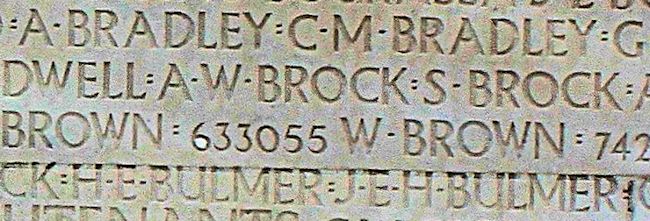 A·BRADLEY:C·M·BRADLEY:G
DWELL:A·W·BROCK:S·BROCK:A
BROWN:633055 W·BROWN:742
CK:H·E·BULMER:J·E·H·BULMER: